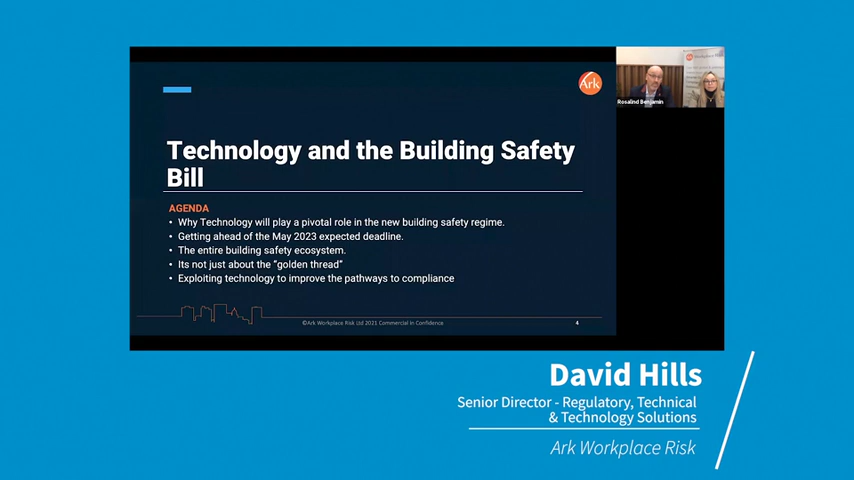 Ark
Technology and the Building Safety
Bill
AGENDA
• Why Technology will play a pivotal role in the new building safety regime.
• Getting ahead of the May 2023 expected deadline.
• The entire building safety ecosystem.
• Its not just about the “golden thread”
• Exploiting technology to improve the pathways to compliance
©Ark Workplace Risk Ltd 2021 Commercial in Confidence
4
Rosalind Benjamin
David Hills
Senior Director - Regulatory, Technical
& Technology Solutions
Ark Workplace Risk